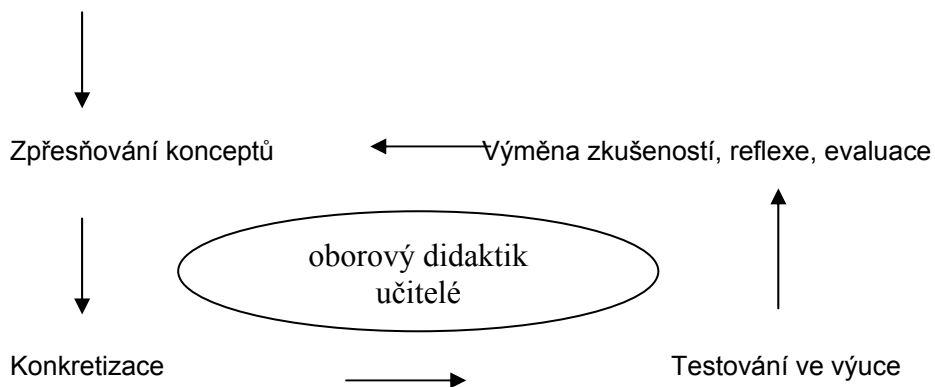 Zpřesňování konceptů
Výměna zkušeností, reflexe, evaluace
oborový didaktik
učitelé
Konkretizace
Testování ve výuce